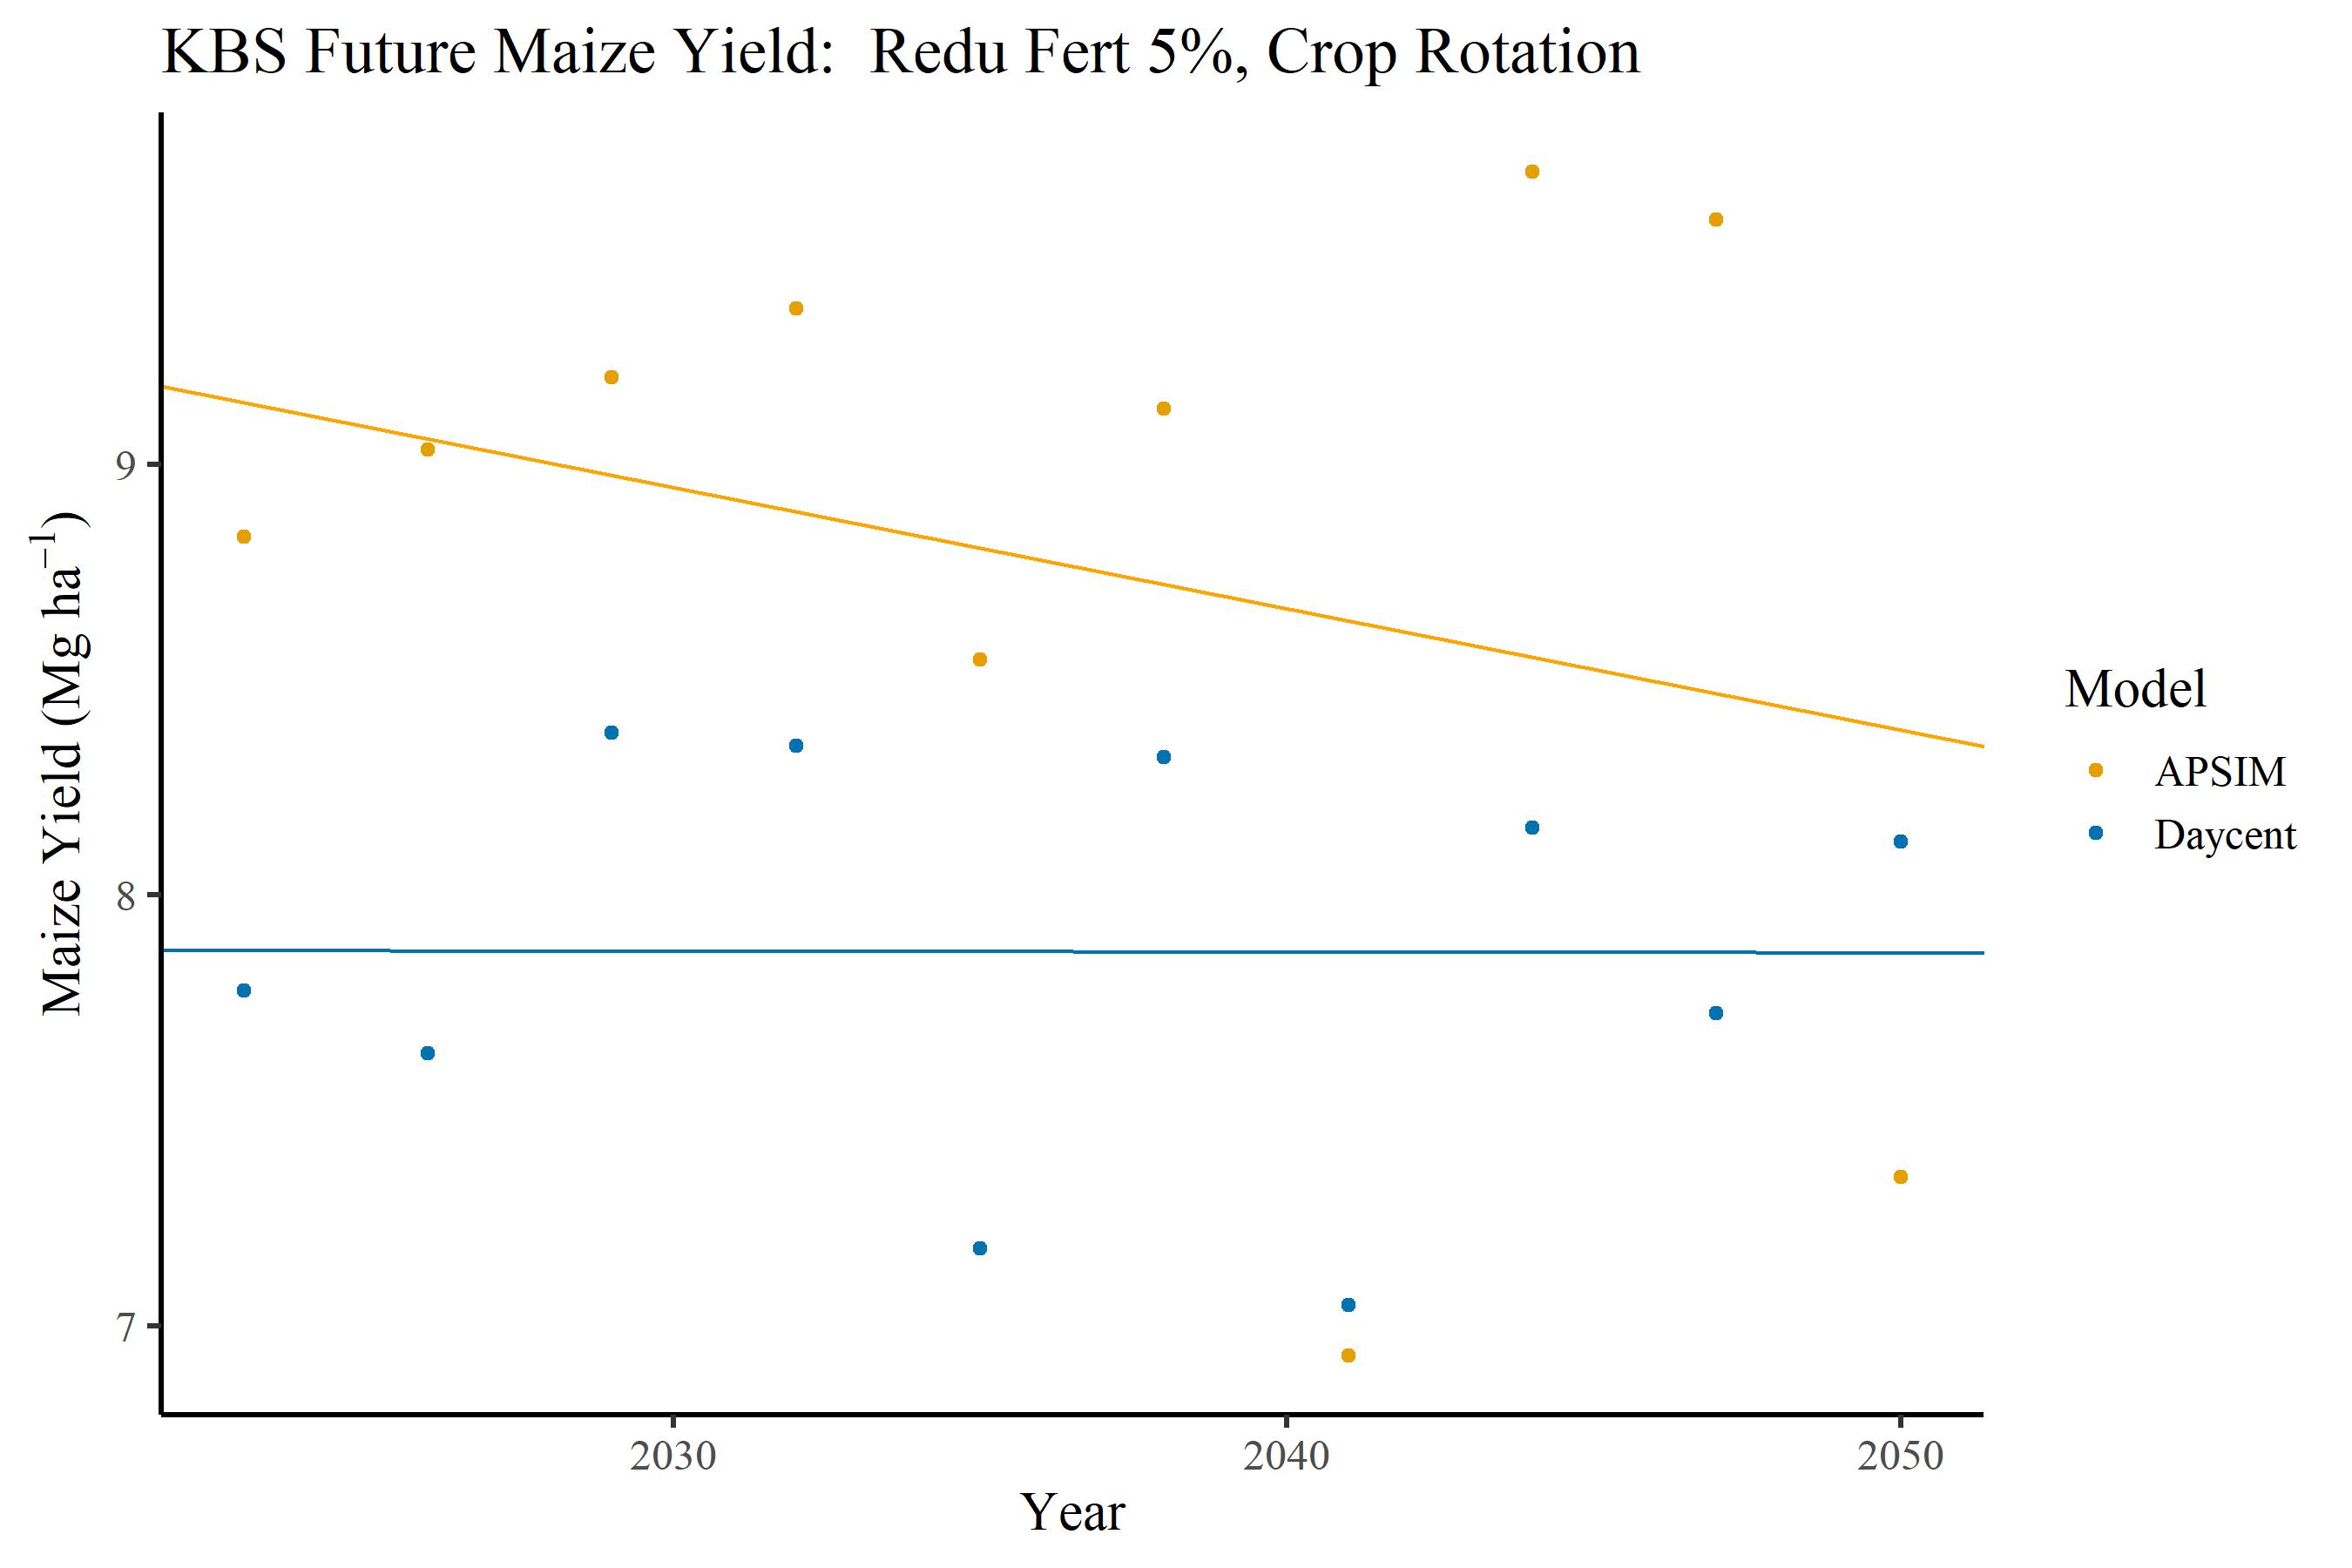 KBS Future Maize Yield:  Redu Fert 5%, Crop Rotation
Maize Yield (Mg ha⁻¹)
9
8
7
2030
2040
2050
Year
Model
APSIM
Daycent